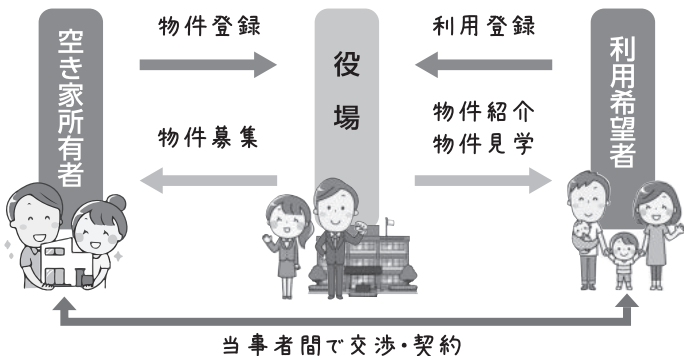 空き家所有者
物件登録
物件募集
役場
利用登録
物件紹介
物件見学
利用希望者
当事者間で交渉・契約